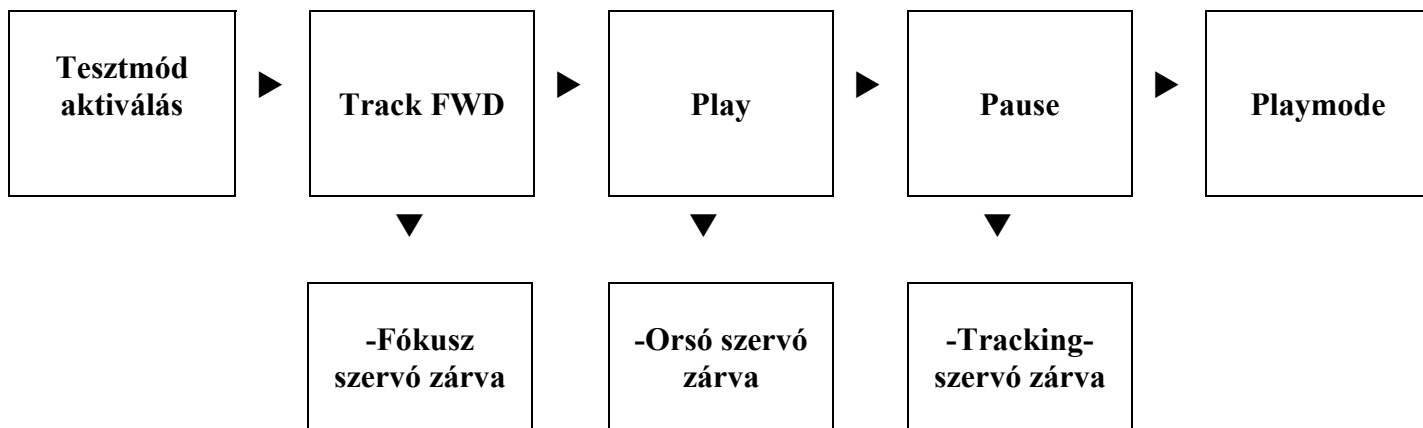 Tesztmód
aktiválás
Track FWD
Play
Pause
Playmode
-Fókusz
szervó zárva
-Orsó szervó
zárva
-Tracking-
szervó zárva